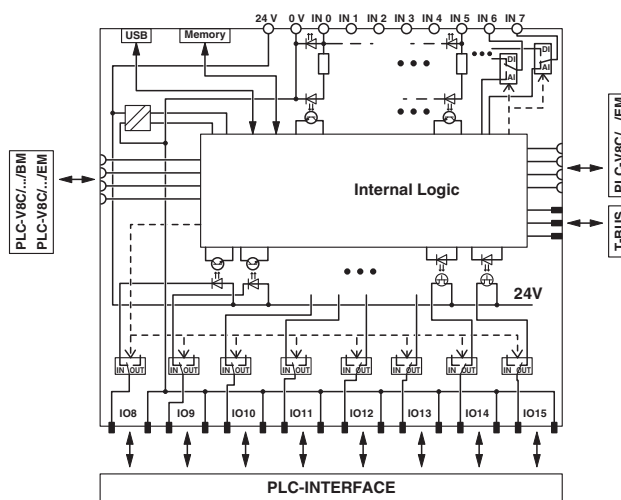 24 V 0 V IN 0 IN 1 IN 2 IN 3 IN 4 IN 5 IN 6 IN 7
USB
Memory
DI
AI
DI
AI
PLC-V8C/.../BM
PLC-V8C/.../EM
Internal Logic
PLC-V8C/.../EM
T-BUS
24V
IN OUT
IN OUT
IN OUT
IN OUT
IN OUT
IN OUT
IN OUT
IN OUT
IO8 IO9 IO10 IO11 IO12 IO13 IO14 IO15
PLC-INTERFACE